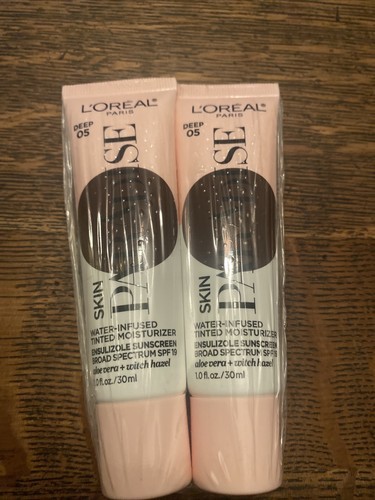 L'ORÉAL
PARIS
DEEP
05
SKIN
WATER-INFUSED
TINTED MOISTURIZER
ENSULIZOLE SUNSCREEN
BROAD SPECTRUM SPF 19
aloe vera + witch hazel
1.0 fl. oz./30ml
L'ORÉAL
PARIS
DEEP
05
SKIN
WATER-INFUSED
TINTED MOISTURIZER
ENSULIZOLE SUNSCREEN
BROAD SPECTRUM SPF 19
aloe vera + witch hazel
1.0 fl. oz./30ml